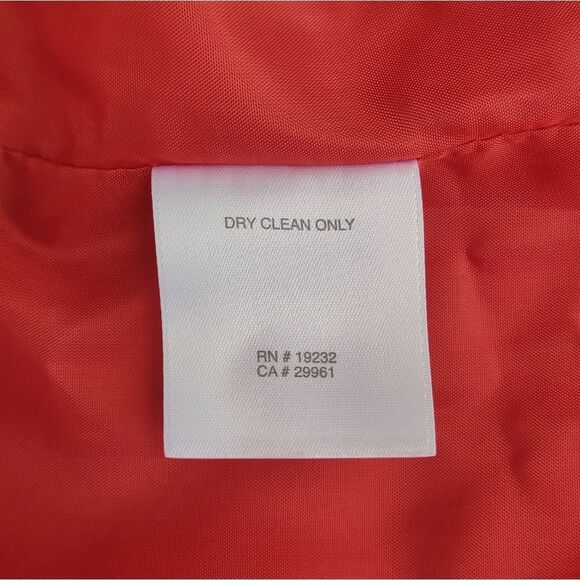 DRY CLEAN ONLY
RN # 19232
CA # 29961